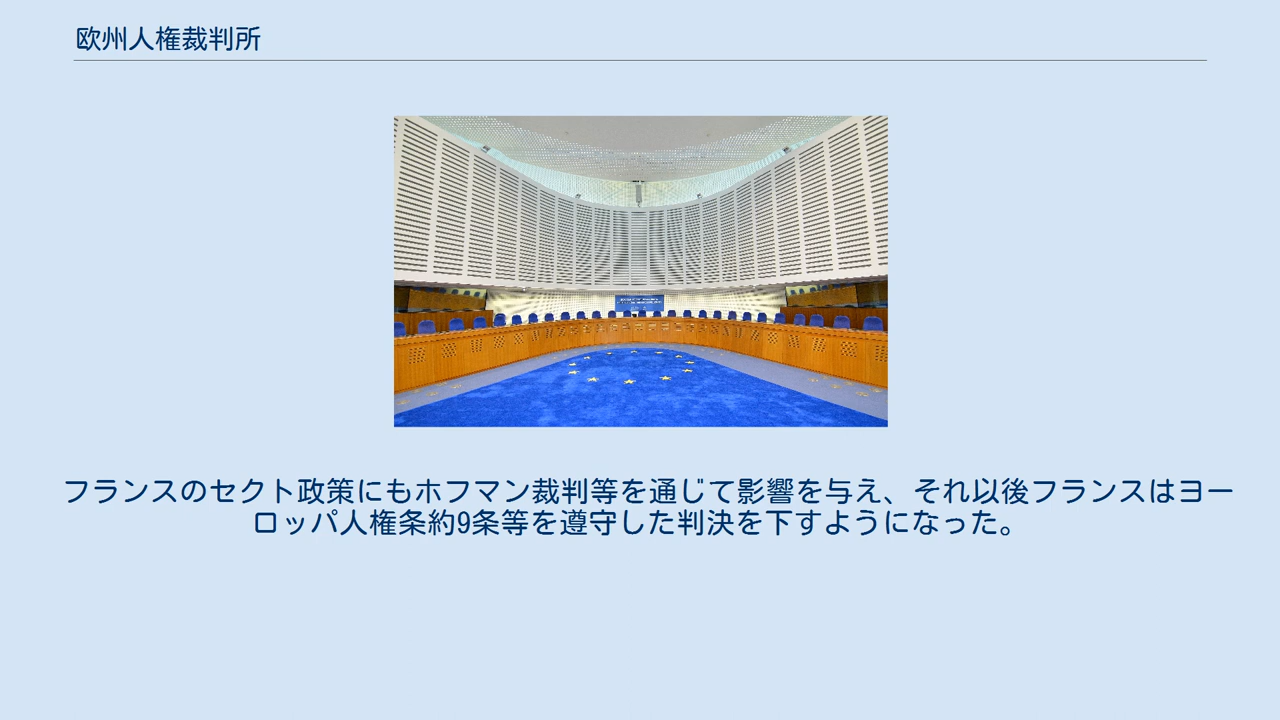 欧州人権裁判所
フランスのセクト政策にもホフマン裁判等を通じて影響を与え、それ以後フランスはヨー
ロッパ人権条約9条等を遵守した判決を下すようになった。